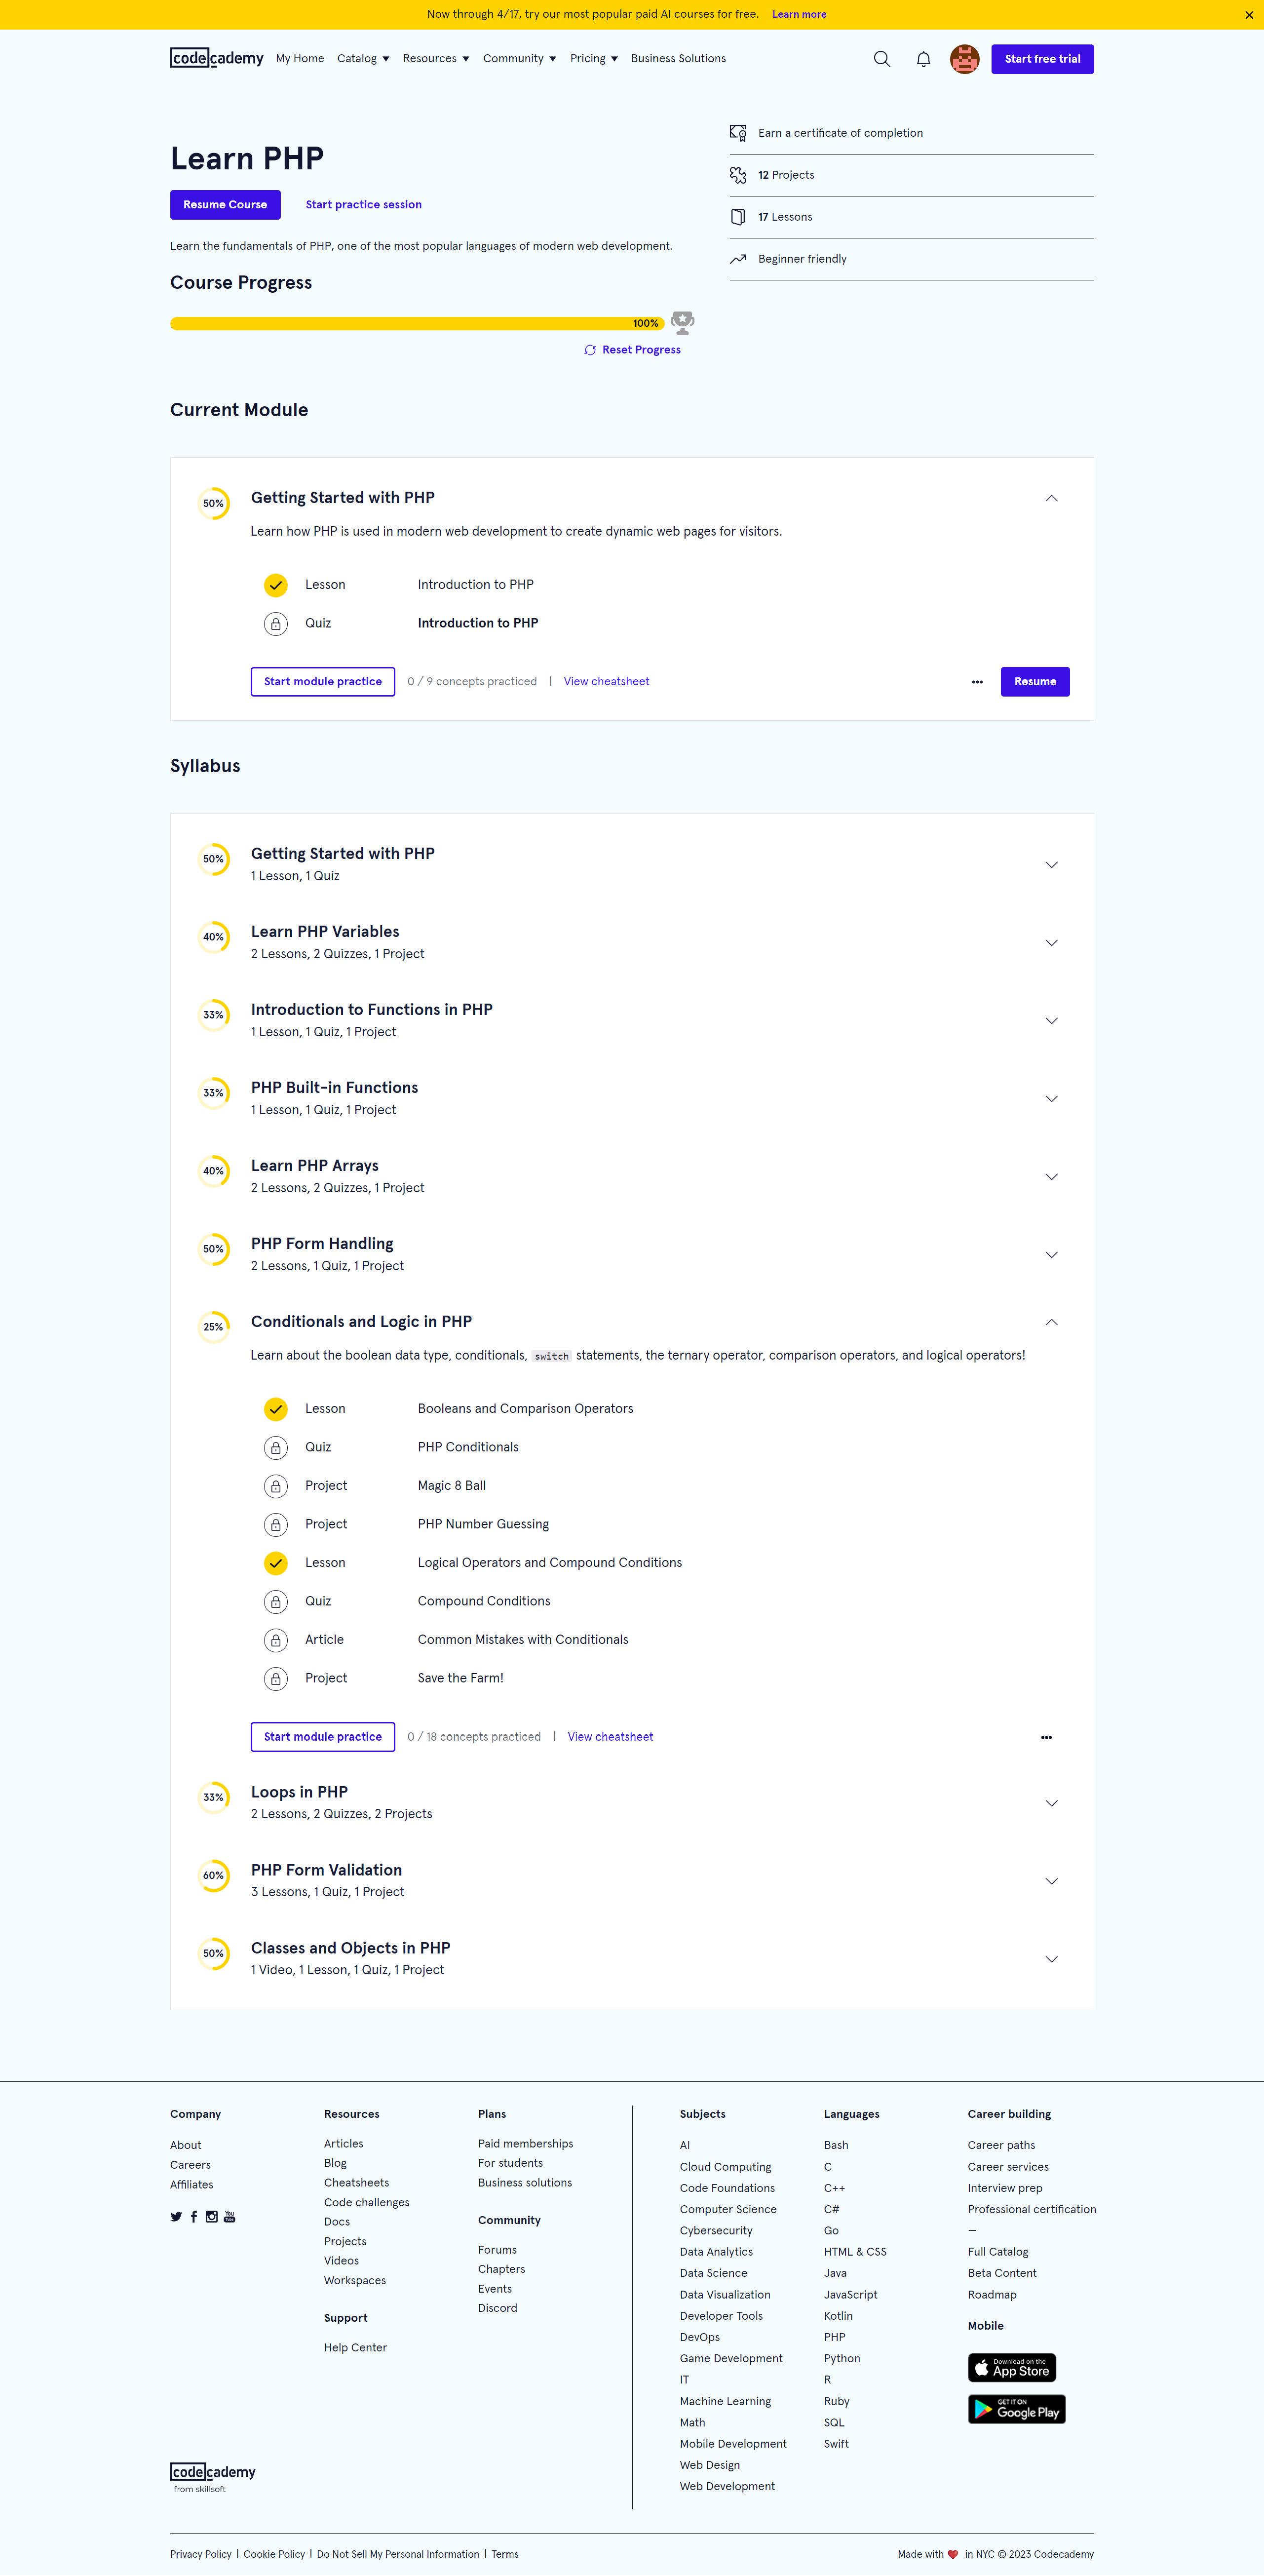 Now through 4/17, try our most popular paid AI courses for free. Learn more
codecademy My Home Catalog Resources Community Pricing Business Solutions Start free trial
Learn PHP
Resume Course Start practice session
Learn the fundamentals of PHP, one of the most popular languages of modern web development.
Earn a certificate of completion
12 Projects
17 Lessons
Beginner friendly
Course Progress
100%
Reset Progress
Current Module
50% Getting Started with PHP
Learn how PHP is used in modern web development to create dynamic web pages for visitors.
Lesson Introduction to PHP
Quiz Introduction to PHP
Start module practice 0 / 9 concepts practiced | View cheatsheet ••• Resume
Syllabus
50% Getting Started with PHP
1 Lesson, 1 Quiz
40% Learn PHP Variables
2 Lessons, 2 Quizzes, 1 Project
33% Introduction to Functions in PHP
1 Lesson, 1 Quiz, 1 Project
33% PHP Built-in Functions
1 Lesson, 1 Quiz, 1 Project
40% Learn PHP Arrays
2 Lessons, 2 Quizzes, 1 Project
50% PHP Form Handling
2 Lessons, 1 Quiz, 1 Project
25% Conditionals and Logic in PHP
Learn about the boolean data type, conditionals, switch statements, the ternary operator, comparison operators, and logical operators!
Lesson Booleans and Comparison Operators
Quiz PHP Conditionals
Project Magic 8 Ball
Project PHP Number Guessing
Lesson Logical Operators and Compound Conditions
Quiz Compound Conditions
Article Common Mistakes with Conditionals
Project Save the Farm!
Start module practice 0 / 18 concepts practiced | View cheatsheet •••
33% Loops in PHP
2 Lessons, 2 Quizzes, 2 Projects
60% PHP Form Validation
3 Lessons, 1 Quiz, 1 Project
50% Classes and Objects in PHP
1 Video, 1 Lesson, 1 Quiz, 1 Project
Company
About
Careers
Affiliates
You Tube
Resources
Articles
Blog
Cheatsheets
Code challenges
Docs
Projects
Videos
Workspaces
Support
Help Center
Plans
Paid memberships
For students
Business solutions
Community
Forums
Chapters
Events
Discord
codecademy
from skillsoft
Subjects
AI
Cloud Computing
Code Foundations
Computer Science
Cybersecurity
Data Analytics
Data Science
Data Visualization
Developer Tools
DevOps
Game Development
IT
Machine Learning
Math
Mobile Development
Web Design
Web Development
Languages
Bash
C
C++
C#
Go
HTML & CSS
Java
JavaScript
Kotlin
PHP
Python
R
Ruby
SQL
Swift
Career building
Career paths
Career services
Interview prep
Professional certification
—
Full Catalog
Beta Content
Roadmap
Mobile
Download on the
App Store
GET IT ON
Google Play
Privacy Policy | Cookie Policy | Do Not Sell My Personal Information | Terms
Made with ❤️ in NYC © 2023 Codecademy